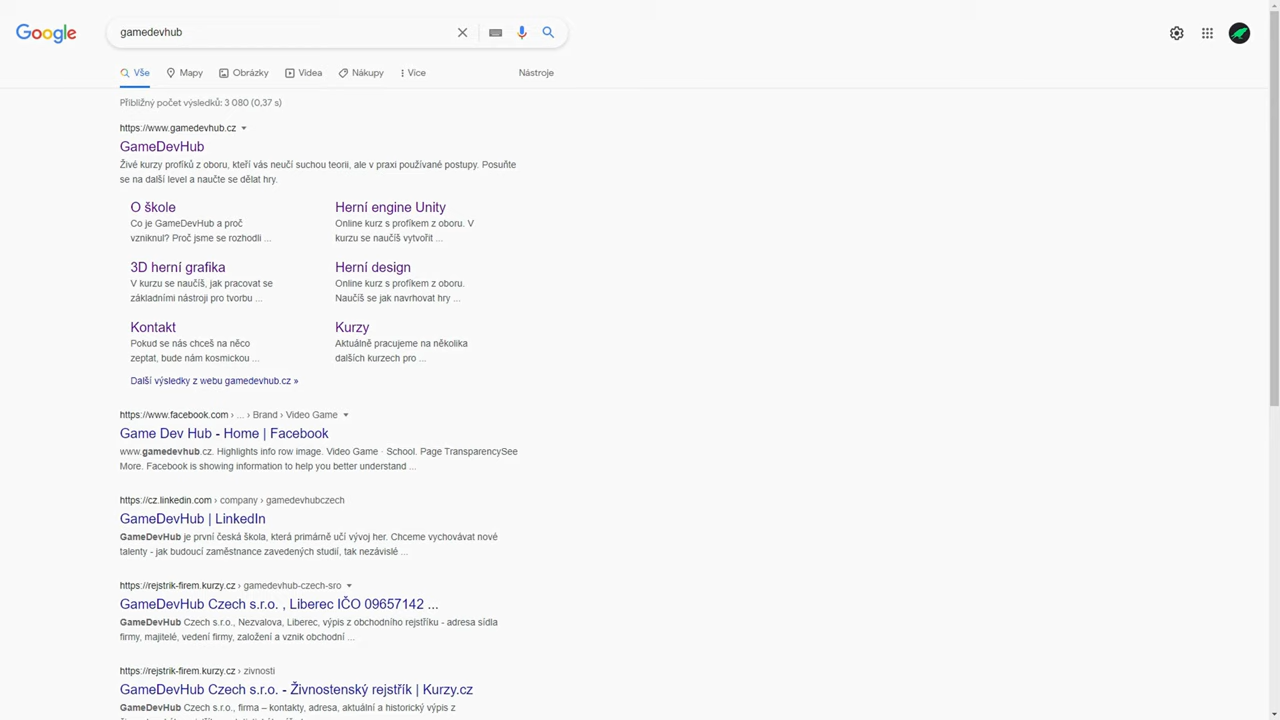 Google
gamedevhub
Vše Mapy Obrázky Videa Nákupy Více Nástroje
Přibližný počet výsledků: 3 080 (0,37 s)
https://www.gamedevhub.cz
GameDevHub
Živé kurzy profíků z oboru, kteří vás neučí suchou teorii, ale v praxi používané postupy. Posuňte
se na další level a naučte se dělat hry.
O škole
Co je GameDevHub a proč
vzniknul? Proč jsme se rozhodli ...
Herní engine Unity
Online kurz s profíkem z oboru. V
kurzu se naučíš vytvořit ...
3D herní grafika
V kurzu se naučíš, jak pracovat se
základními nástroji pro tvorbu ...
Herní design
Online kurz s profíkem z oboru.
Naučíš se jak navrhovat hry ...
Kontakt
Pokud se nás chceš na něco
zeptat, bude nám kosmickou ...
Kurzy
Aktuálně pracujeme na několika
dalších kurzech pro ...
Další výsledky z webu gamedevhub.cz »
https://www.facebook.com › ... › Brand › Video Game
Game Dev Hub - Home | Facebook
www.gamedevhub.cz. Highlights info row image. Video Game · School. Page TransparencySee
More. Facebook is showing information to help you better understand ...
https://cz.linkedin.com › company › gamedevhubczech
GameDevHub | LinkedIn
GameDevHub je první česká škola, která primárně učí vývoj her. Chceme vychovávat nové
talenty - jak budoucí zaměstnance zavedených studií, tak nezávislé ...
https://rejstrik-firem.kurzy.cz › gamedevhub-czech-sro
GameDevHub Czech s.r.o. , Liberec IČO 09657142 ...
GameDevHub Czech s.r.o., Nezvalova, Liberec, výpis z obchodního rejstříku - adresa sídla
firmy, majitelé, vedení firmy, založení a vznik obchodní ...
https://rejstrik-firem.kurzy.cz › zivnosti
GameDevHub Czech s.r.o. - Živnostenský rejstřík | Kurzy.cz
GameDevHub Czech s.r.o., firma – kontakty, adresa, aktuální a historický výpis z